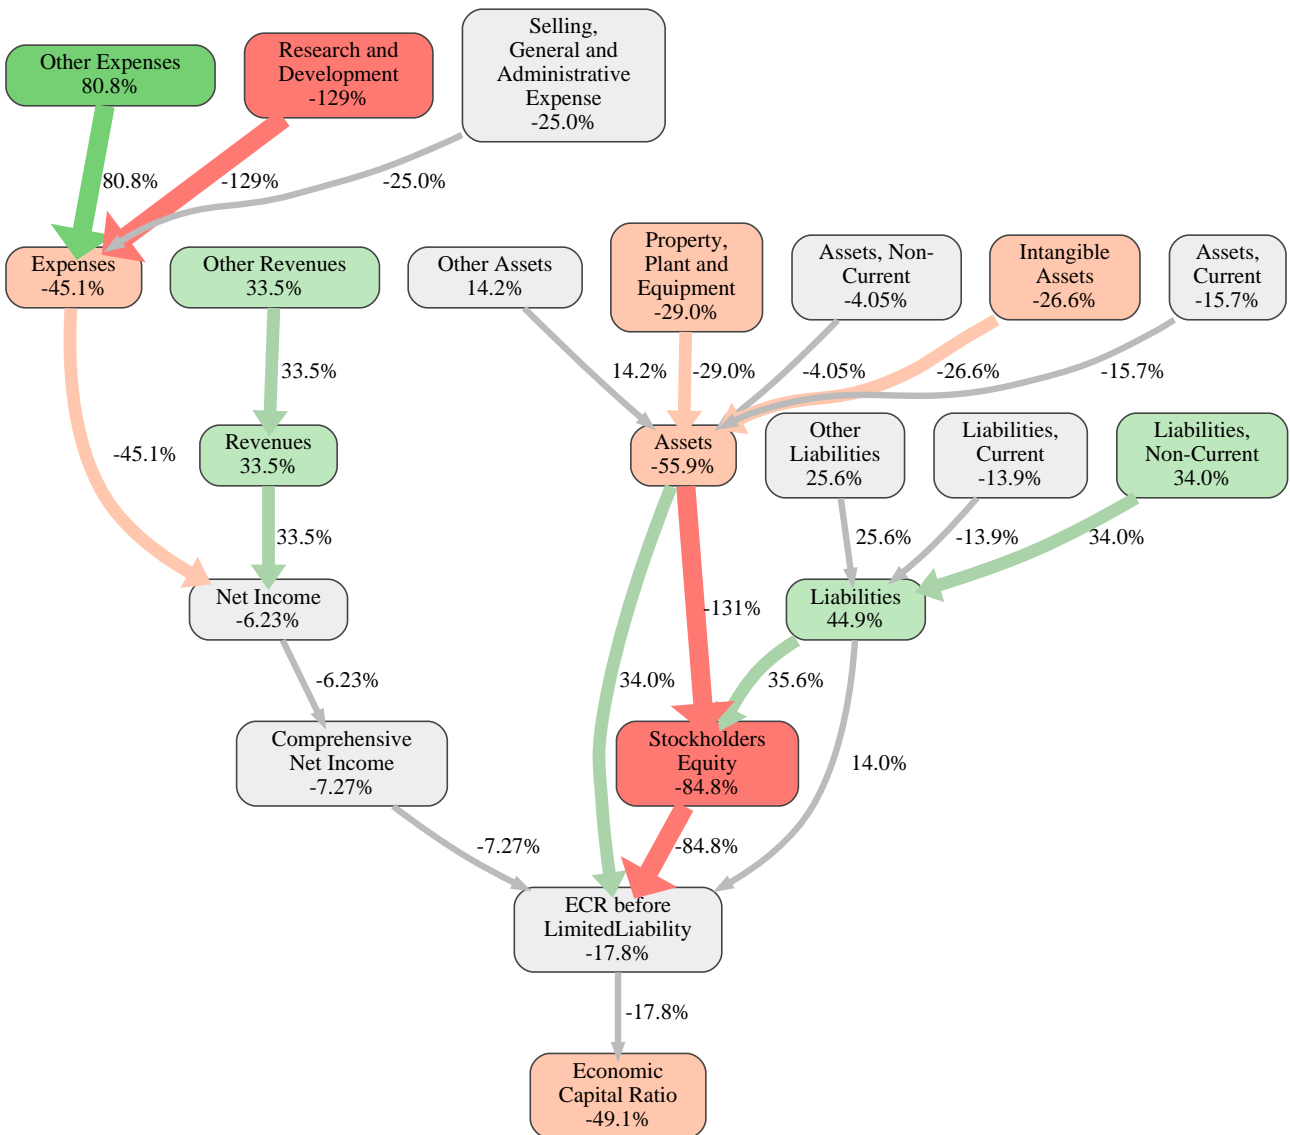 Other Expenses
80.8%
Research and
Development
-129%
Selling,
General and
Administrative
Expense
-25.0%
80.8%
-129%
-25.0%
Expenses
-45.1%
Other Revenues
33.5%
Other Assets
14.2%
Property,
Plant and
Equipment
-29.0%
Assets, Non-
Current
-4.05%
Intangible
Assets
-26.6%
Assets,
Current
-15.7%
33.5%
14.2%
-29.0%
-4.05%
-26.6%
-15.7%
-45.1%
Revenues
33.5%
Assets
-55.9%
Other
Liabilities
25.6%
Liabilities,
Current
-13.9%
Liabilities,
Non-Current
34.0%
33.5%
25.6%
-13.9%
34.0%
Net Income
-6.23%
-131%
Liabilities
44.9%
-6.23%
34.0%
35.6%
Comprehensive
Net Income
-7.27%
Stockholders
Equity
-84.8%
14.0%
-7.27%
-84.8%
ECR before
LimitedLiability
-17.8%
-17.8%
Economic
Capital Ratio
-49.1%